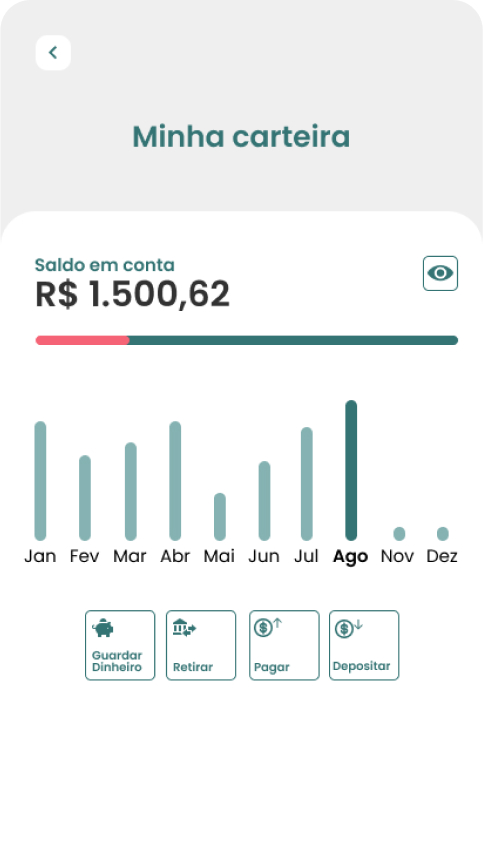 Minha carteira
Saldo em conta
R$ 1.500,62
Jan Fev Mar Abr Mai Jun Jul Ago Nov Dez
Guardar
Dinheiro
Retirar
Pagar
Depositar